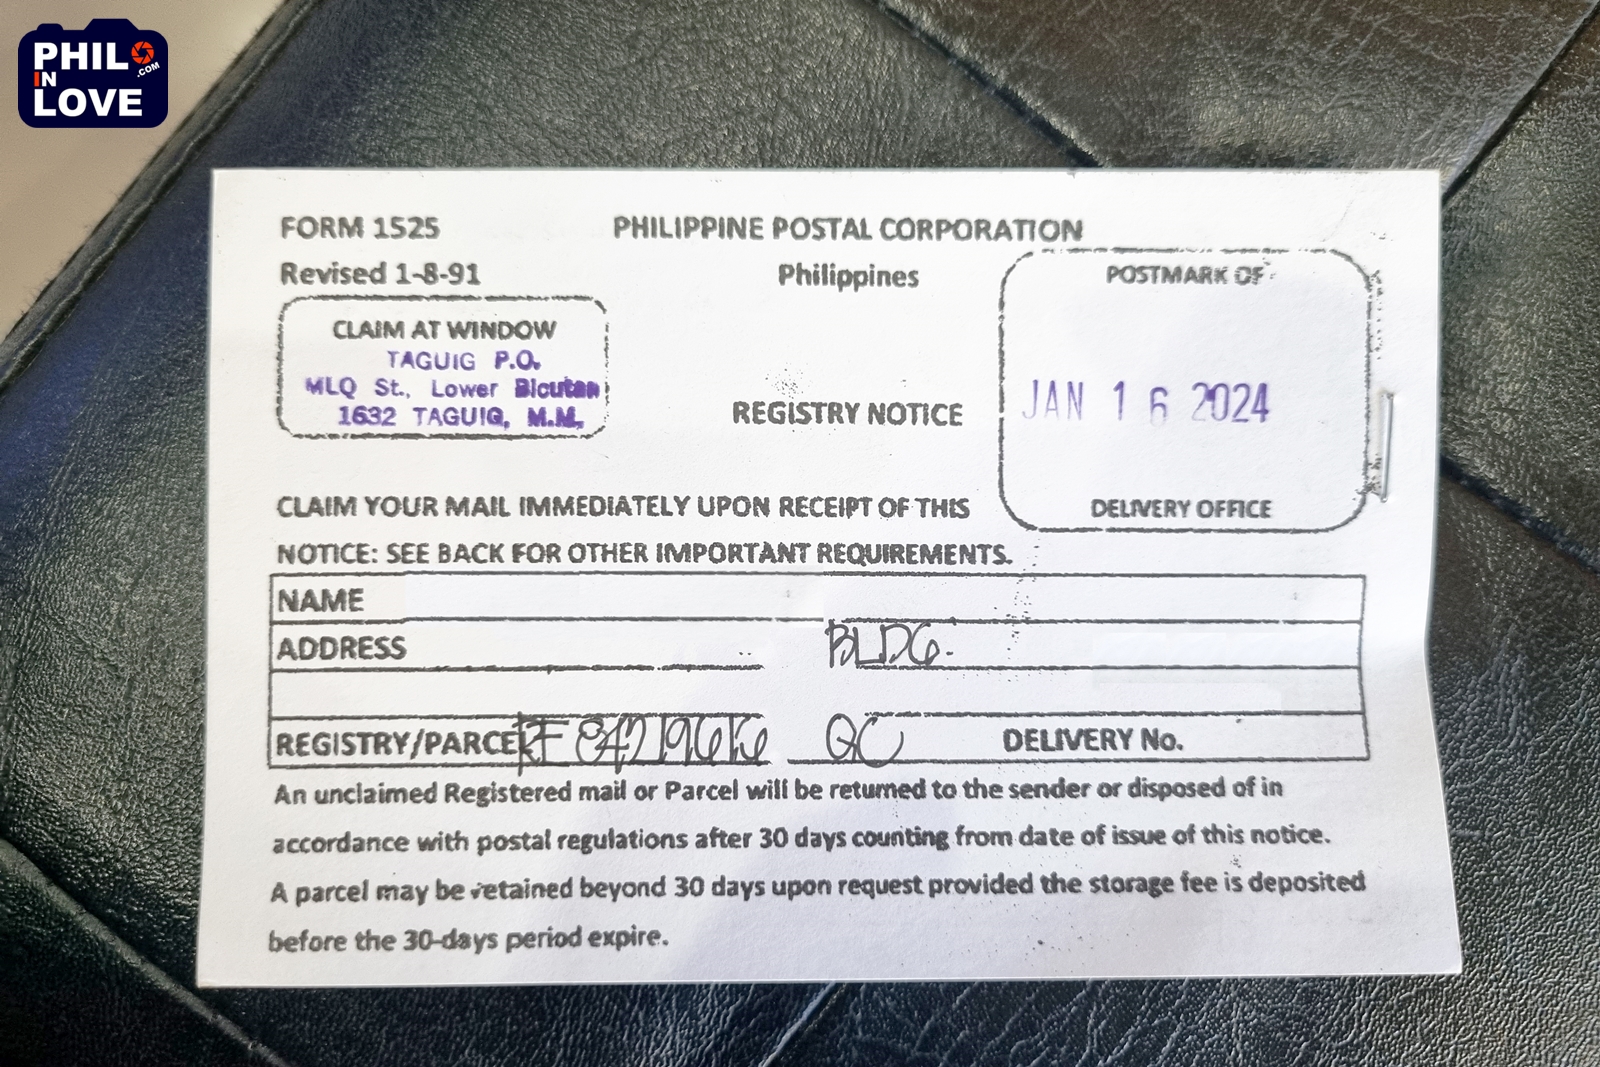 PHIL
IN
.COM
LOVE
FORM 1525
PHILIPPINE POSTAL CORPORATION
Revised 1-8-91
Philippines
POSTMARK OF
CLAIM AT WINDOW
TAGUIG P.O.
MLQ St., Lower Bicutan
1632 TAGUIG, M.M.
REGISTRY NOTICE
JAN 16 2024
DELIVERY OFFICE
CLAIM YOUR MAIL IMMEDIATELY UPON RECEIPT OF THIS
NOTICE: SEE BACK FOR OTHER IMPORTANT REQUIREMENTS.
NAME
ADDRESS BLDG.
REGISTRY/PARCEL QC DELIVERY No.
An unclaimed Registered mail or Parcel will be returned to the sender or disposed of in
accordance with postal regulations after 30 days counting from date of issue of this notice.
A parcel may be retained beyond 30 days upon request provided the storage fee is deposited
before the 30-days period expire.